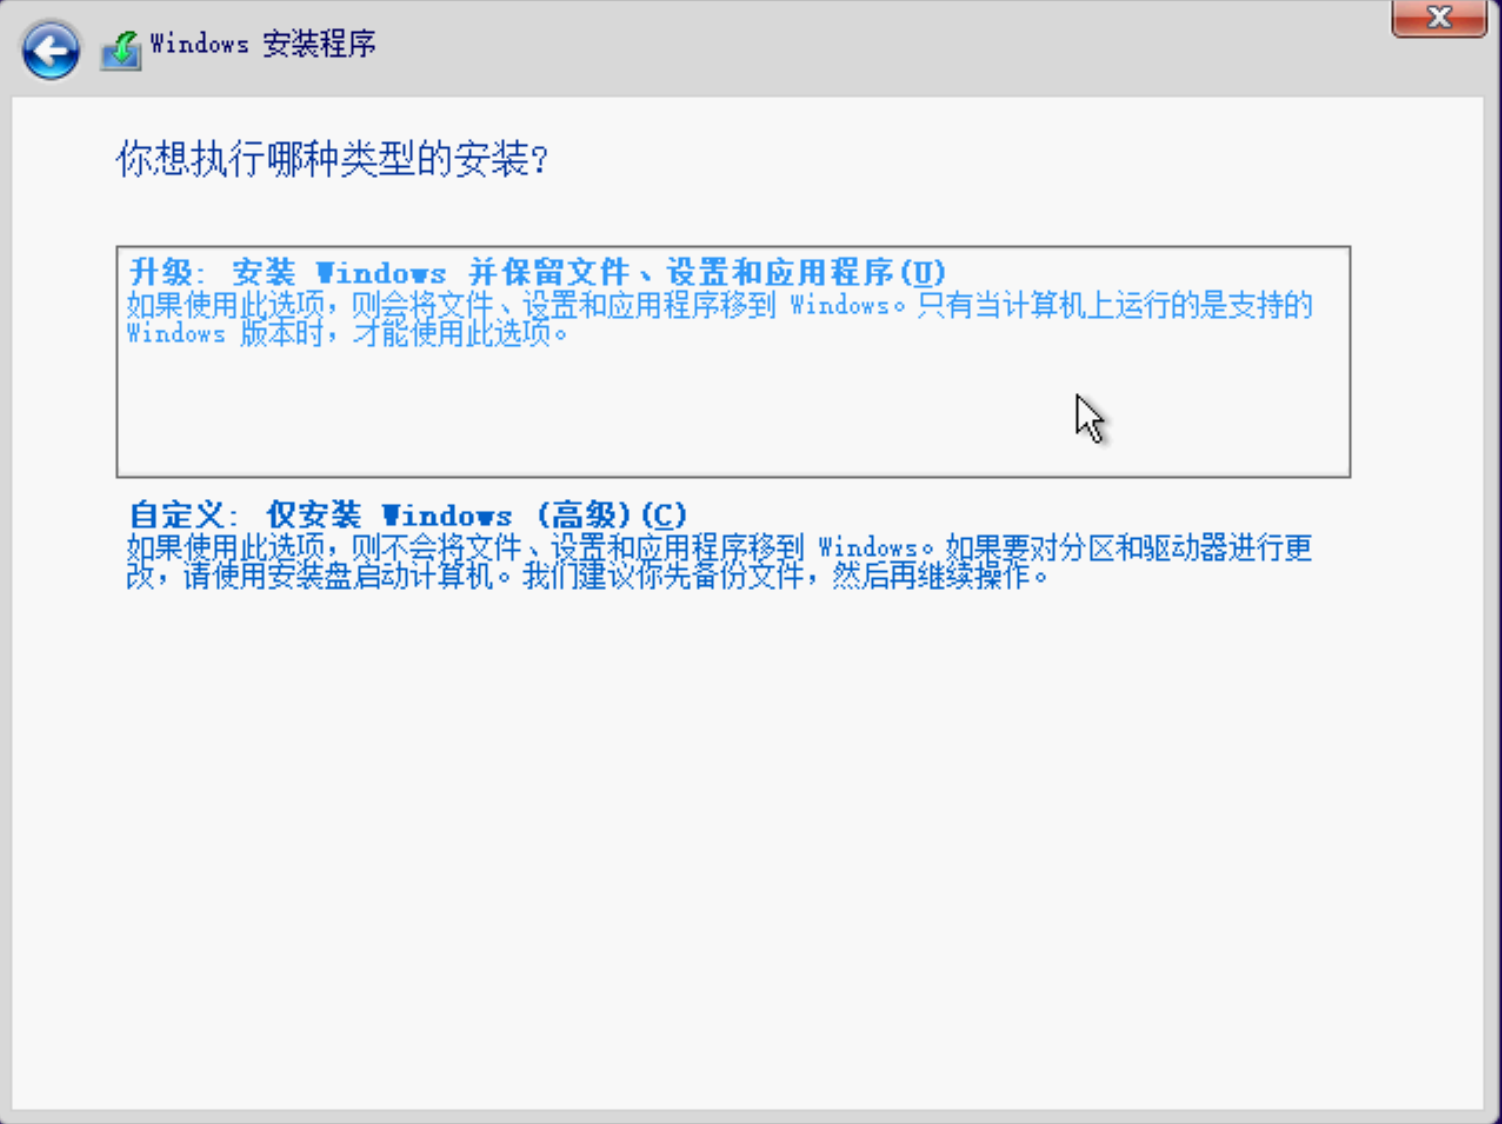 Windows 安装程序
你想执行哪种类型的安装?
升级: 安装 Windows 并保留文件、设置和应用程序(U)
如果使用此选项，则会将文件、设置和应用程序移到 Windows。只有当计算机上运行的是支持的
Windows 版本时，才能使用此选项。
自定义: 仅安装 Windows (高级)(C)
如果使用此选项，则不会将文件、设置和应用程序移到 Windows。如果要对分区和驱动器进行更
改，请使用安装盘启动计算机。我们建议你先备份文件，然后再继续操作。